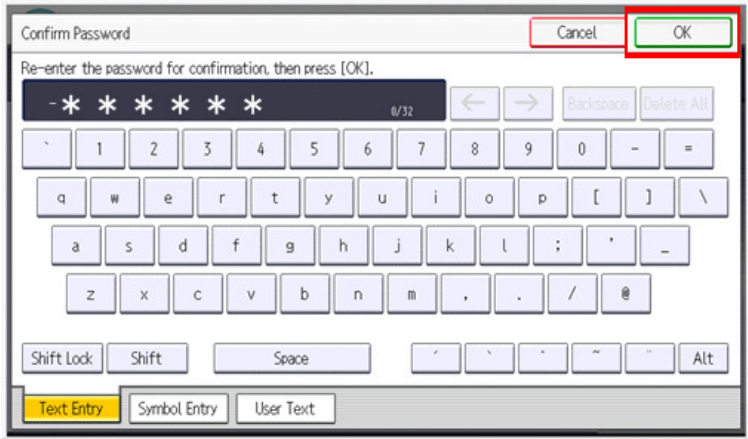 Confirm Password Cancel OK
Re-enter the password for confirmation, then press [OK].
-* * * * * * 0/32 ← → Backspace Delete All
` 1 2 3 4 5 6 7 8 9 0 - =
q w e r t y u i o p [ ] \
a s d f g h j k l ; ' _
z x c v b n m , . / @
Shift Lock Shift Space ´ ` ^ ~ ¨ Alt
Text Entry Symbol Entry User Text